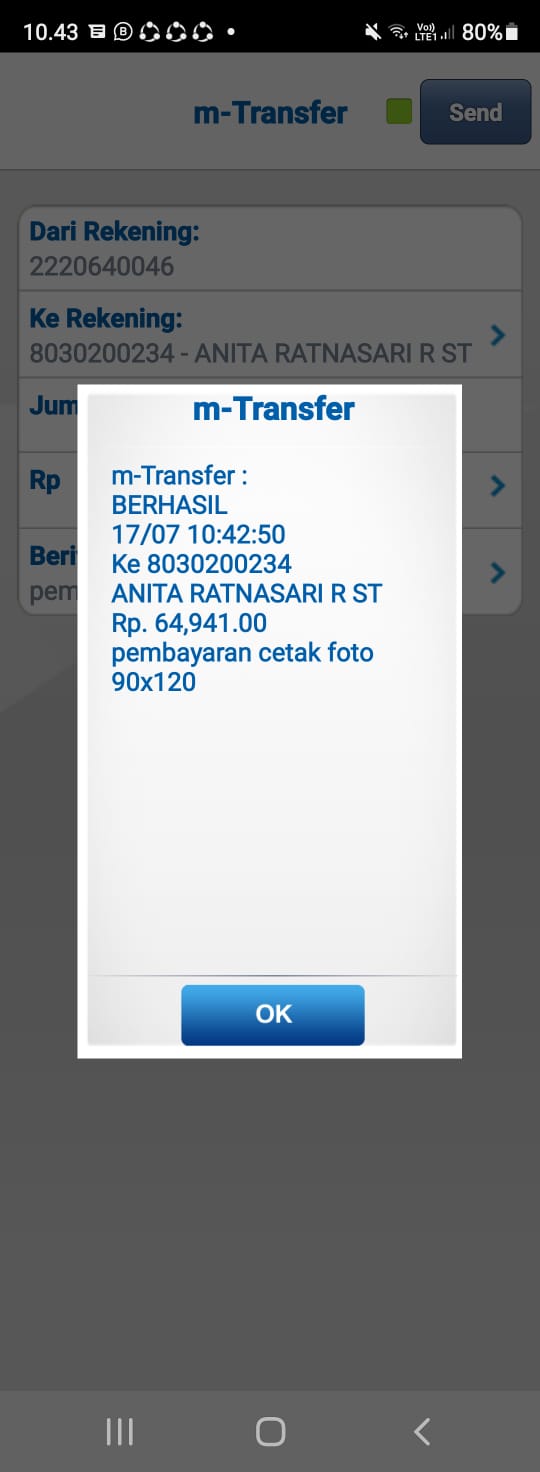 10.43 80%
m-Transfer Send
Dari Rekening:
2220640046
Ke Rekening:
8030200234 - ANITA RATNASARI R ST
Jum
Rp
Beri
pem
m-Transfer
m-Transfer :
BERHASIL
17/07 10:42:50
Ke 8030200234
ANITA RATNASARI R ST
Rp. 64,941.00
pembayaran cetak foto
90x120
OK